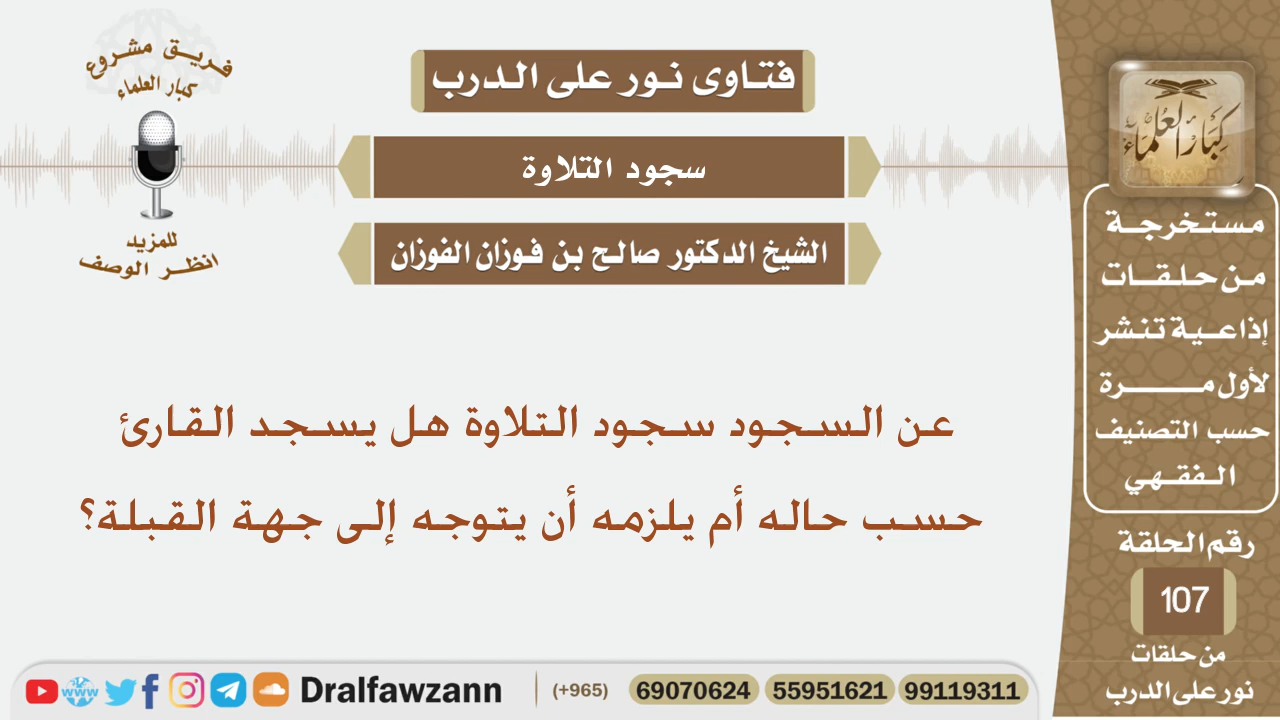 فتاوى نور على الدرب
سجود التلاوة
الشيخ الدكتور صالح بن فوزان الفوزان
كبار العلماء
مستخرجة
من حلقات
إذاعية تنشر
لأول مرة
حسب التصنيف
الفقهي
رقم الحلقة
107
من حلقات
نور على الدرب
فريق مشروع
كبار العلماء
للمزيد
انظر الوصف
عن السجود سجود التلاوة هل يسجد القارئ
حسب حاله أم يلزمه أن يتوجه إلى جهة القبلة؟
www Dralfawzann (+965) 69070624 55951621 99119311